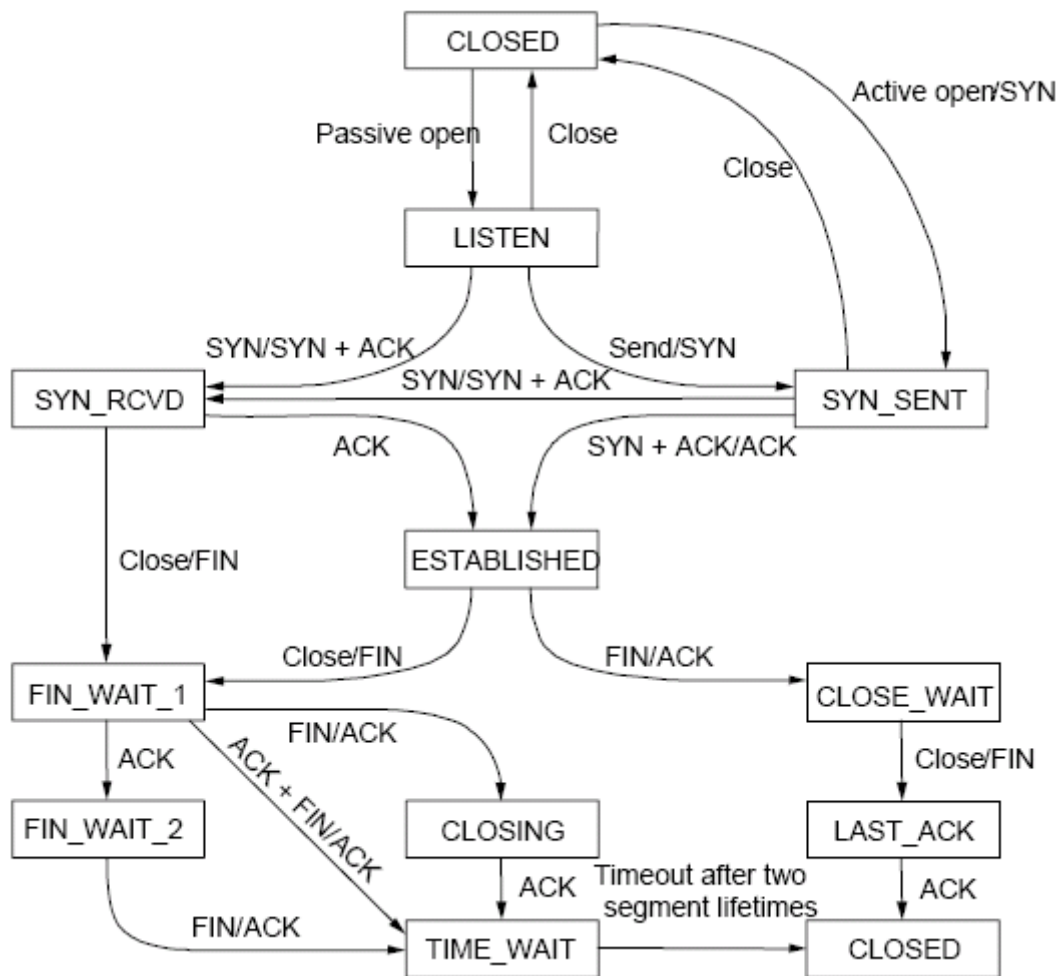 CLOSED
Active open/SYN
Passive open
Close
Close
LISTEN
SYN/SYN + ACK
Send/SYN
SYN/SYN + ACK
SYN_RCVD
SYN_SENT
ACK
SYN + ACK/ACK
ESTABLISHED
Close/FIN
Close/FIN
FIN/ACK
FIN_WAIT_1
CLOSE_WAIT
FIN/ACK
ACK
ACK + FIN/ACK
Close/FIN
FIN_WAIT_2
CLOSING
LAST_ACK
ACK
Timeout after two
segment lifetimes
ACK
FIN/ACK
TIME_WAIT
CLOSED